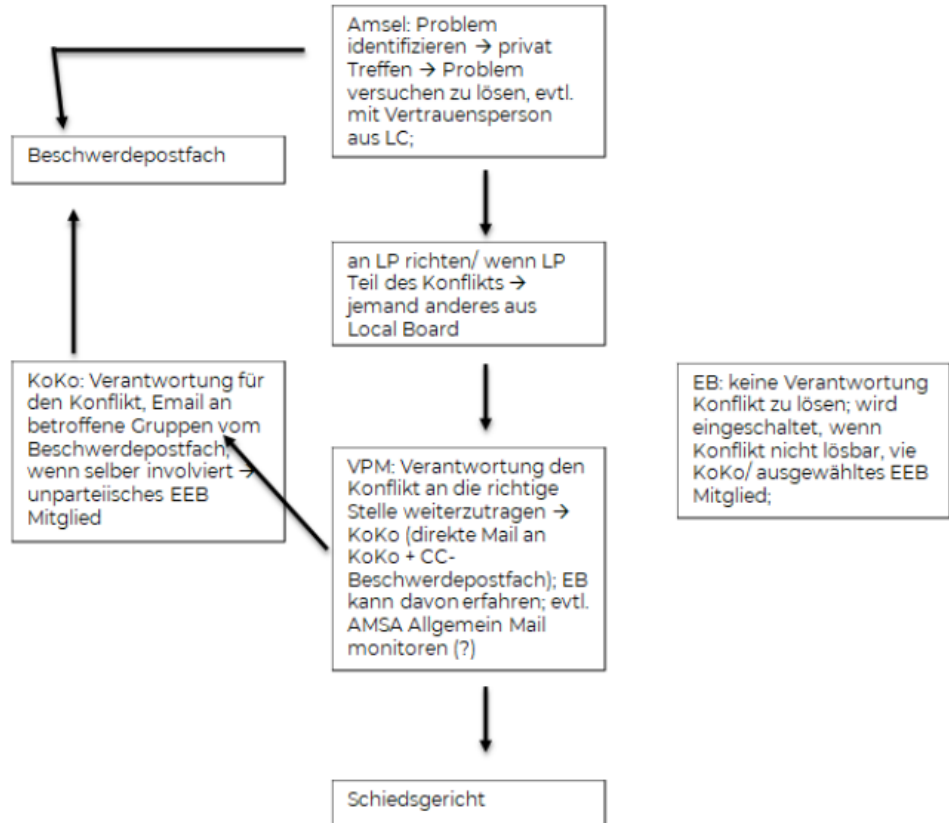 Amsel: Problem
identifizieren → privat
Treffen → Problem
versuchen zu lösen, evtl.
mit Vertrauensperson
aus LC;
Beschwerdepostfach
an LP richten/ wenn LP
Teil des Konflikts →
jemand anderes aus
Local Board
KoKo: Verantwortung für
den Konflikt, Email an
betroffene Gruppen vom
Beschwerdepostfach;
wenn selber involviert →
unparteiisches EEB
Mitglied
EB: keine Verantwortung
Konflikt zu lösen; wird
eingeschaltet, wenn
Konflikt nicht lösbar, vie
KoKo/ ausgewähltes EEB
Mitglied;
VPM: Verantwortung den
Konflikt an die richtige
Stelle weiterzutragen →
KoKo (direkte Mail an
KoKo + CC-
Beschwerdepostfach); EB
kann davon erfahren; evtl.
AMSA Allgemein Mail
monitoren (?)
Schiedsgericht